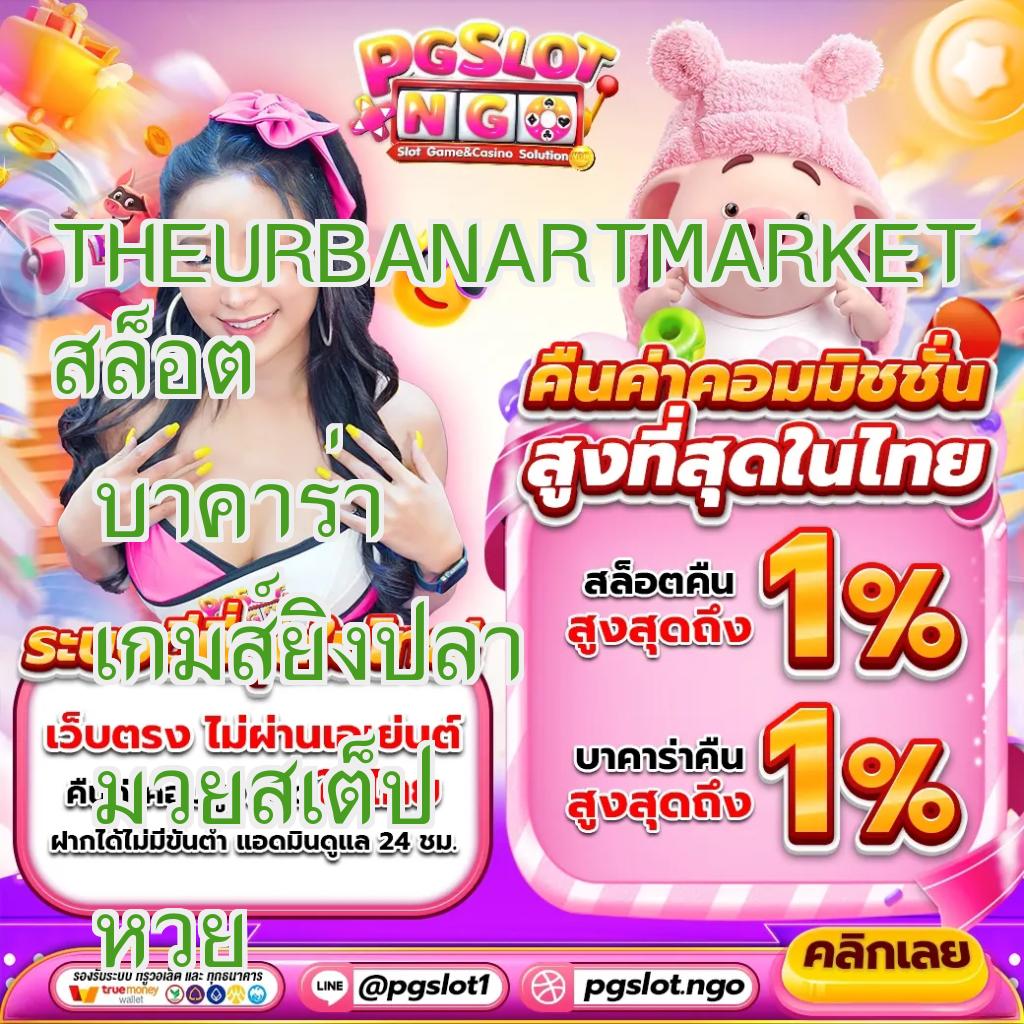 PGSLOT
NGO
Slot Game&Casino Solution
THEURBANARTMARKET
สล็อต
บาคาร่า
เกมส์ยิงปลา
มวยสเต็ป
หวย
คืนค่าคอมมิชชั่น
สูงที่สุดในไทย
สล็อตคืน
สูงสุดถึง
1%
บาคาร่าคืน
สูงสุดถึง
1%
เว็บตรง ไม่ผ่านเอเย่นต์
ฝากได้ไม่มีขั้นต่ำ แอดมินดูแล 24 ชม.
รองรับระบบ ทรูวอเล็ต และ ทุกธนาคาร
truemoney
wallet
LINE
@pgslot1
pgslot.ngo
คลิกเลย